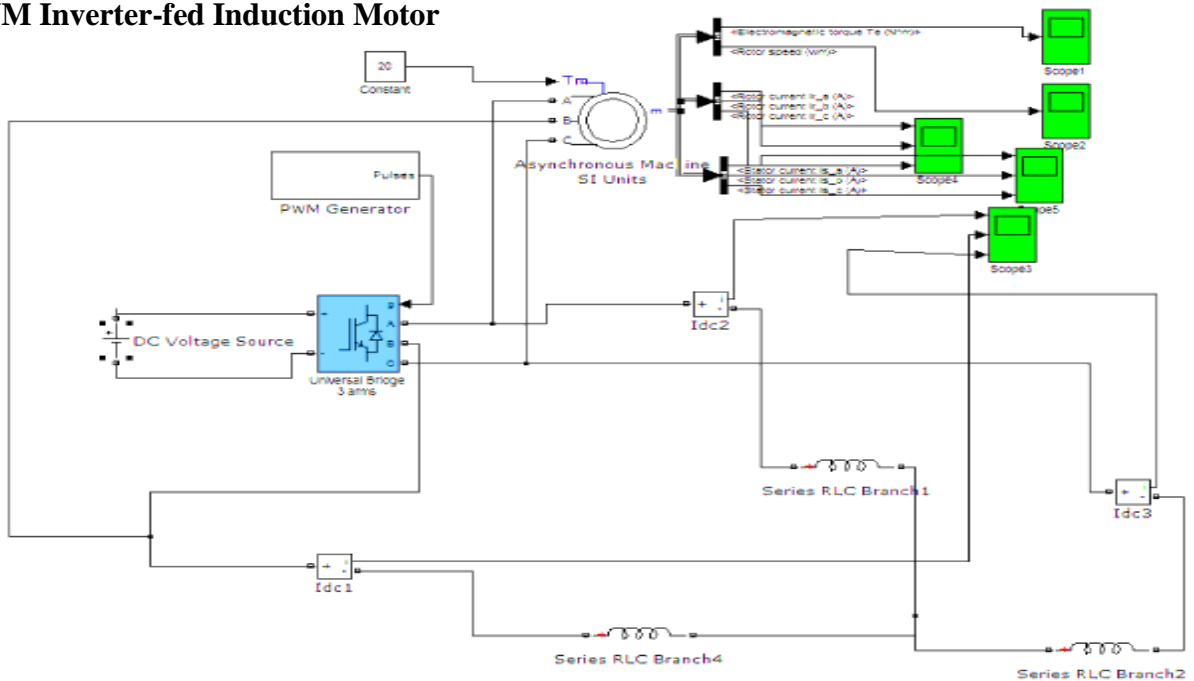 M Inverter-fed Induction Motor
<Electromagnetic torque Te (N*m)>
<Rotor speed (wm)>
Scope1
20
Constant
Tm
A
B
C
m
<Rotor current ir_a (A)>
<Rotor current ir_b (A)>
<Rotor current ir_c (A)>
Scope2
Asynchronous Machine
SI Units
<Stator current is_a (A)>
<Stator current is_b (A)>
<Stator current is_c (A)>
Scope4
Scope5
Pulses
PWM Generator
Scope3
+
-
g
A
B
C
DC Voltage Source
Universal Bridge
3 arms
+
i
-
Idc2
Series RLC Branch1
+
i
-
Idc3
+
i
-
Idc1
Series RLC Branch4
Series RLC Branch2